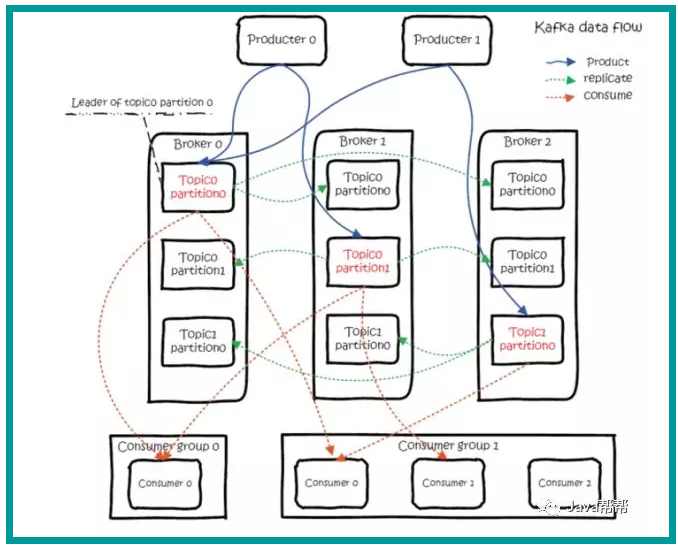 Producter 0
Producter 1
Kafka data flow
Product
replicate
consume
Leader of topico partition 0
Broker 0
Broker 1
Broker 2
Topico
partition0
Topico
partition0
Topico
partition0
Topico
partition1
Topico
partition1
Topico
partition1
Topic1
partition0
Topic1
partition0
Topic1
partition0
Consumer group 0
Consumer 0
Consumer group 1
Consumer 0
Consumer 1
Consumer 2
Java帮帮